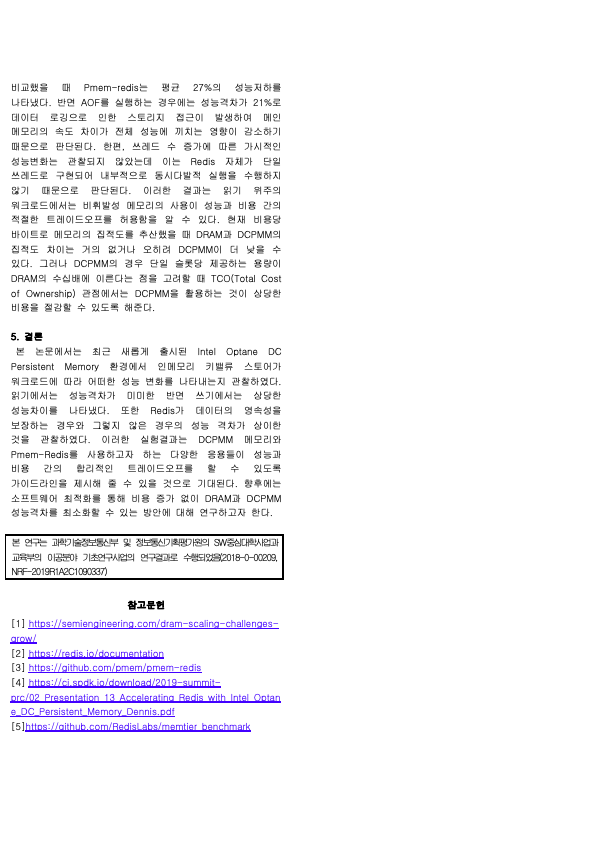 비교했을 때 Pmem-redis는 평균 27%의 성능저하를
나타냈다. 반면 AOF를 실행하는 경우에는 성능격차가 21%로
데이터 로깅으로 인한 스토리지 접근이 발생하여 메인
메모리의 속도 차이가 전체 성능에 끼치는 영향이 감소하기
때문으로 판단된다. 한편, 쓰레드 수 증가에 따른 가시적인
성능변화는 관찰되지 않았는데 이는 Redis 자체가 단일
쓰레드로 구현되어 내부적으로 동시다발적 실행을 수행하지
않기 때문으로 판단된다. 이러한 결과는 읽기 위주의
워크로드에서는 비휘발성 메모리의 사용이 성능과 비용 간의
적절한 트레이드오프를 허용함을 알 수 있다. 현재 비용당
바이트로 메모리의 집적도를 추산했을 때 DRAM과 DCPMM의
집적도 차이는 거의 없거나 오히려 DCPMM이 더 낮을 수
있다. 그러나 DCPMM의 경우 단일 슬롯당 제공하는 용량이
DRAM의 수십배에 이른다는 점을 고려할 때 TCO(Total Cost
of Ownership) 관점에서는 DCPMM을 활용하는 것이 상당한
비용을 절감할 수 있도록 해준다.
5. 결론
본 논문에서는 최근 새롭게 출시된 Intel Optane DC
Persistent Memory 환경에서 인메모리 키밸류 스토어가
워크로드에 따라 어떠한 성능 변화를 나타내는지 관찰하였다.
읽기에서는 성능격차가 미미한 반면 쓰기에서는 상당한
성능차이를 나타냈다. 또한 Redis가 데이터의 영속성을
보장하는 경우와 그렇지 않은 경우의 성능 격차가 상이한
것을 관찰하였다. 이러한 실험결과는 DCPMM 메모리와
Pmem-Redis를 사용하고자 하는 다양한 응용들이 성능과
비용 간의 합리적인 트레이드오프를 할 수 있도록
가이드라인을 제시해 줄 수 있을 것으로 기대된다. 향후에는
소프트웨어 최적화를 통해 비용 증가 없이 DRAM과 DCPMM
성능격차를 최소화할 수 있는 방안에 대해 연구하고자 한다.
본 연구는 과학기술정보통신부 및 정보통신기획평가원의 SW중심대학사업과
교육부의 이공분야 기초연구사업의 연구결과로 수행되었음(2018-0-00209,
NRF-2019R1A2C1090337)
참고문헌
[1] https://semiengineering.com/dram-scaling-challenges-
grow/
[2] https://redis.io/documentation
[3] https://github.com/pmem/pmem-redis
[4] https://ci.spdk.io/download/2019-summit-
prc/02_Presentation_13_Accelerating_Redis_with_Intel_Optan
e_DC_Persistent_Memory_Dennis.pdf
[5]https://github.com/RedisLabs/memtier_benchmark